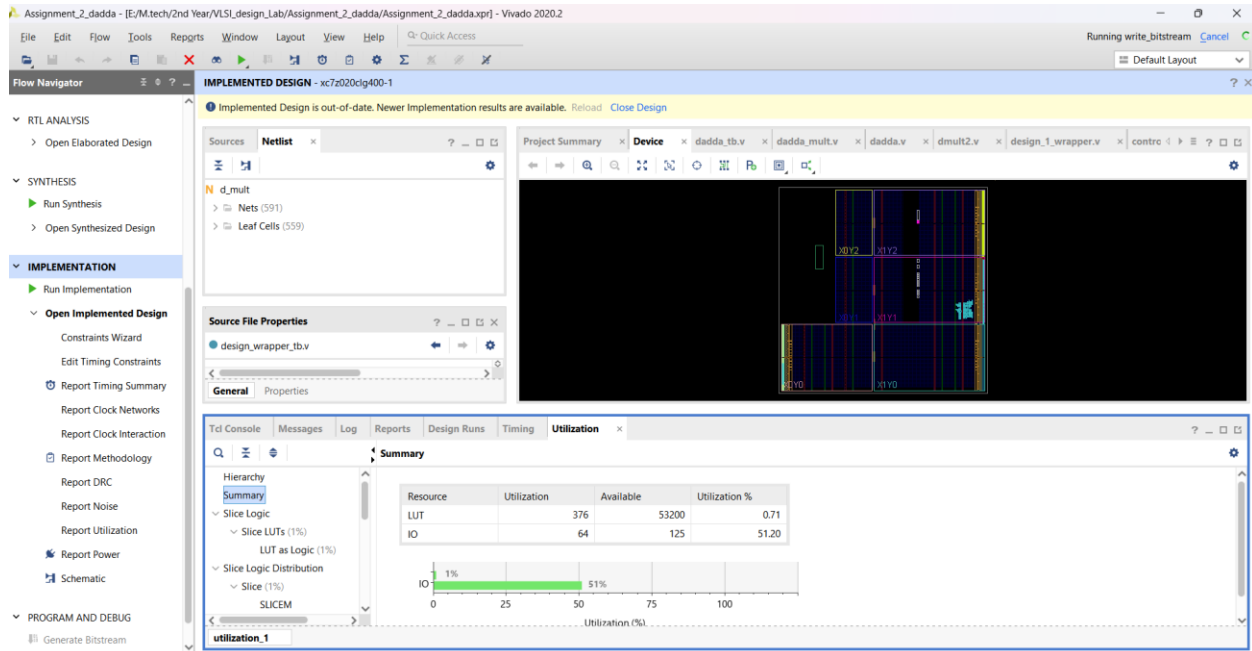 Assignment_2_dadda - [E:/M.tech/2nd Year/VLSI_design_Lab/Assignment_2_dadda/Assignment_2_dadda.xpr] - Vivado 2020.2
File Edit Flow Tools Reports Window Layout View Help Quick Access
Running write_bitstream Cancel
Default Layout
Flow Navigator
RTL ANALYSIS
Open Elaborated Design
SYNTHESIS
Run Synthesis
Open Synthesized Design
IMPLEMENTATION
Run Implementation
Open Implemented Design
Constraints Wizard
Edit Timing Constraints
Report Timing Summary
Report Clock Networks
Report Clock Interaction
Report Methodology
Report DRC
Report Noise
Report Utilization
Report Power
Schematic
PROGRAM AND DEBUG
Generate Bitstream
IMPLEMENTED DESIGN - xc7z020clg400-1
Implemented Design is out-of-date. Newer Implementation results are available. Reload Close Design
Sources Netlist
N d_mult
Nets (591)
Leaf Cells (559)
Source File Properties
design_wrapper_tb.v
General Properties
Project Summary Device dadda_tb.v dadda_mult.v dadda.v dmult2.v design_1_wrapper.v contrc
X0Y2 X1Y2
X0Y1 X1Y1
X0Y0 X1Y0
Tcl Console Messages Log Reports Design Runs Timing Utilization
Summary
Hierarchy
Summary
Slice Logic
Slice LUTs (1%)
LUT as Logic (1%)
Slice Logic Distribution
Slice (1%)
SLICEM
Resource Utilization Available Utilization %
LUT 376 53200 0.71
IO 64 125 51.20
1%
IO 51%
0 25 50 75 100
Utilization (%)
utilization_1